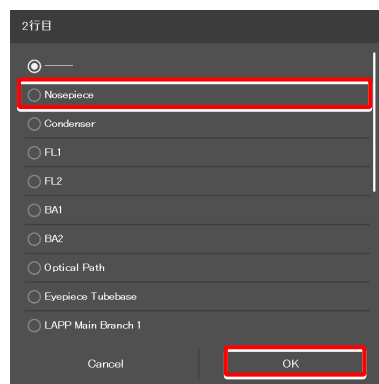 2行目
——
Nosepiece
Condenser
FL1
FL2
BA1
BA2
Optical Path
Eyepiece Tubebase
LAPP Main Branch 1
Cancel
OK